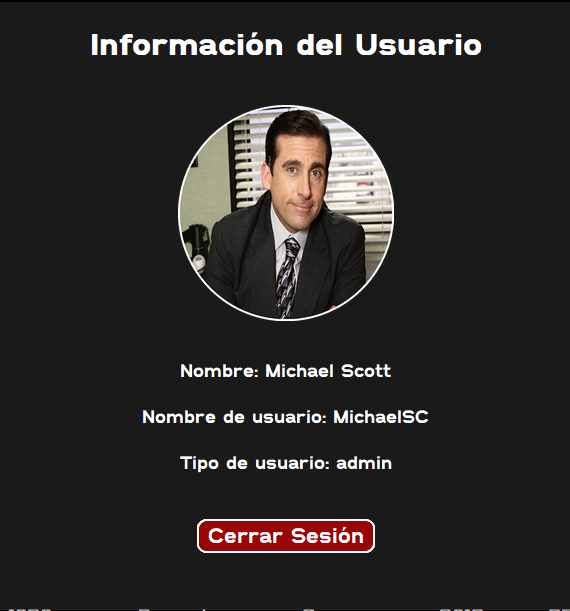 Información del Usuario
Nombre: Michael Scott
Nombre de usuario: MichaelSC
Tipo de usuario: admin
Cerrar Sesión